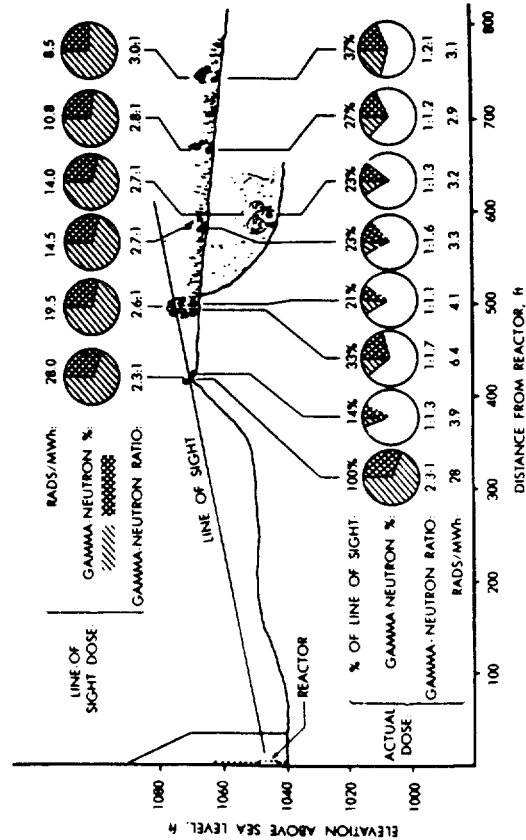 LINE-OF SIGHT DOSE:
RADS/MWh: 28.0 19.5 14.5 14.0 10.8 8.5
GAMMA-NEUTRON %:
GAMMA-NEUTRON RATIO: 2.3:1 2.6:1 2.7:1 2.7:1 2.8:1 3.0:1
LINE OF SIGHT
REACTOR
ELEVATION ABOVE SEA LEVEL, ft
1080
1060
1040
1020
1000
ACTUAL DOSE:
% OF LINE OF SIGHT: 100% 14% 33% 21% 23% 23% 27% 37%
GAMMA-NEUTRON %:
GAMMA-NEUTRON RATIO: 2.3:1 1:1.3 1:1.7 1:1.1 1:1.6 1:1.3 1:1.2 1.2:1
RADS/MWh 28 3.9 6.4 4.1 3.3 3.2 2.9 3.1
100 200 300 400 500 600 700 800
DISTANCE FROM REACTOR, ft